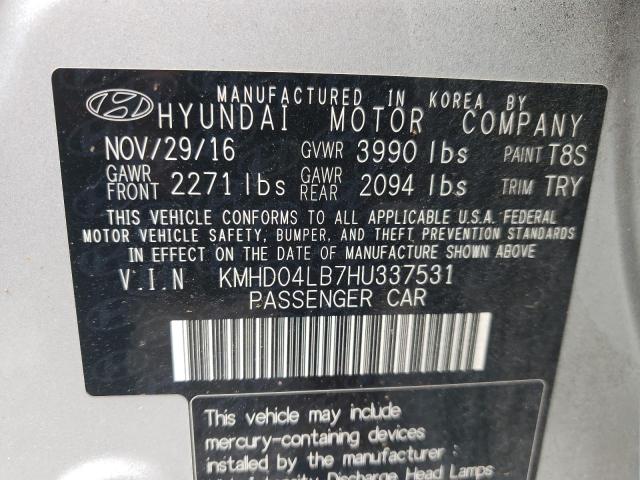 MANUFACTURED IN KOREA BY
HYUNDAI MOTOR COMPANY
NOV/29/16 GVWR 3990 lbs PAINT T8S
GAWR FRONT 2271 lbs GAWR REAR 2094 lbs TRIM TRY
THIS VEHICLE CONFORMS TO ALL APPLICABLE U.S.A. FEDERAL
MOTOR VEHICLE SAFETY, BUMPER, AND THEFT PREVENTION STANDARDS
IN EFFECT ON THE DATE OF MANUFACTURE SHOWN ABOVE
V.I.N KMHD04LB7HU337531
PASSENGER CAR
This vehicle may include
mercury-containing devices
installed by the manufacturer :
Discharge Head Lamps